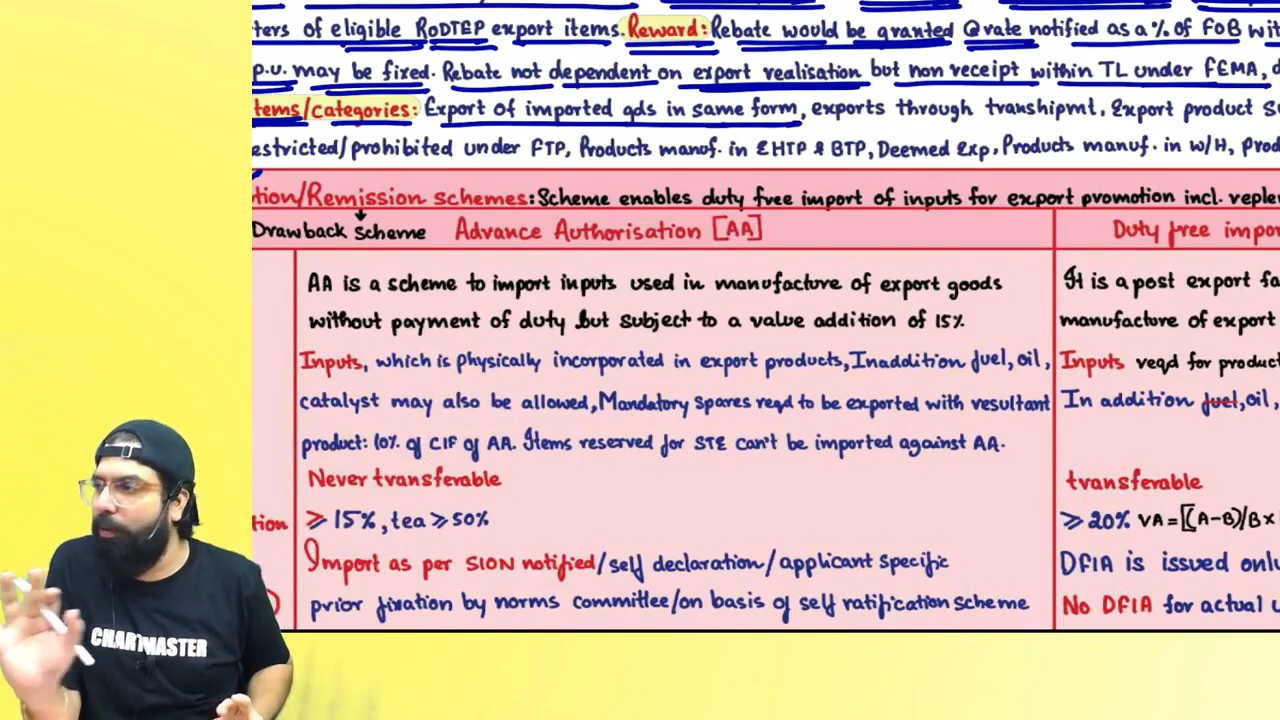 ters of eligible RoDTEP export items. Reward: Rebate would be granted @rate notified as a % of FOB
p.u. may be fixed. Rebate not dependent on export realisation but non receipt within TL under FEMA,
tems/categories: Export of imported gds in same form, exports through transhipmt, Export product
estricted/prohibited under FTP, Products manuf. in EHTP & BTP, Deemed Exp, Products manuf. in w/H,
tion/Remission schemes: Scheme enables duty free import of inputs for export promotion incl.
Drawback scheme
Advance Authorisation [AA]
Duty free impor
AA is a scheme to import inputs used in manufacture of export goods
without payment of duty but subject to a value addition of 15%
Inputs, which is physically incorporated in export products, Inaddition fuel, oil,
catalyst may also be allowed, Mandatory spares reqd to be exported with resultant
product: 10% of CIF of AA. Items reserved for STE can't be imported against AA.
Never transferable
tion
≥ 15%, tea ≥ 50%
Import as per SION notified/self declaration/applicant specific
prior fixation by norms committee/on basis of self ratification scheme
It is a post export
manufacture of export
Inputs reqd for product
In addition fuel, oil,
transferable
≥ 20% VA = [(A-B)/B x
DFIA is issued only
No DFIA for actual
CHARTMASTER